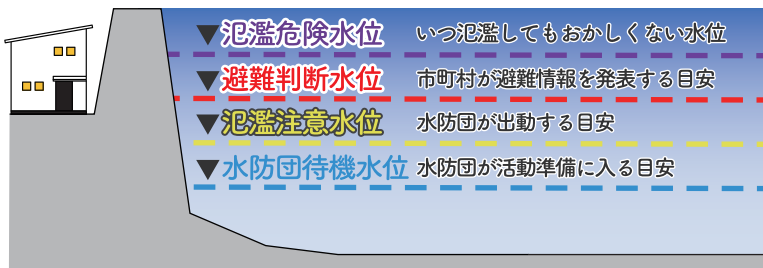 ▼氾濫危険水位 いつ氾濫してもおかしくない水位
▼避難判断水位 市町村が避難情報を発表する目安
▼氾濫注意水位 水防団が出動する目安
▼水防団待機水位 水防団が活動準備に入る目安